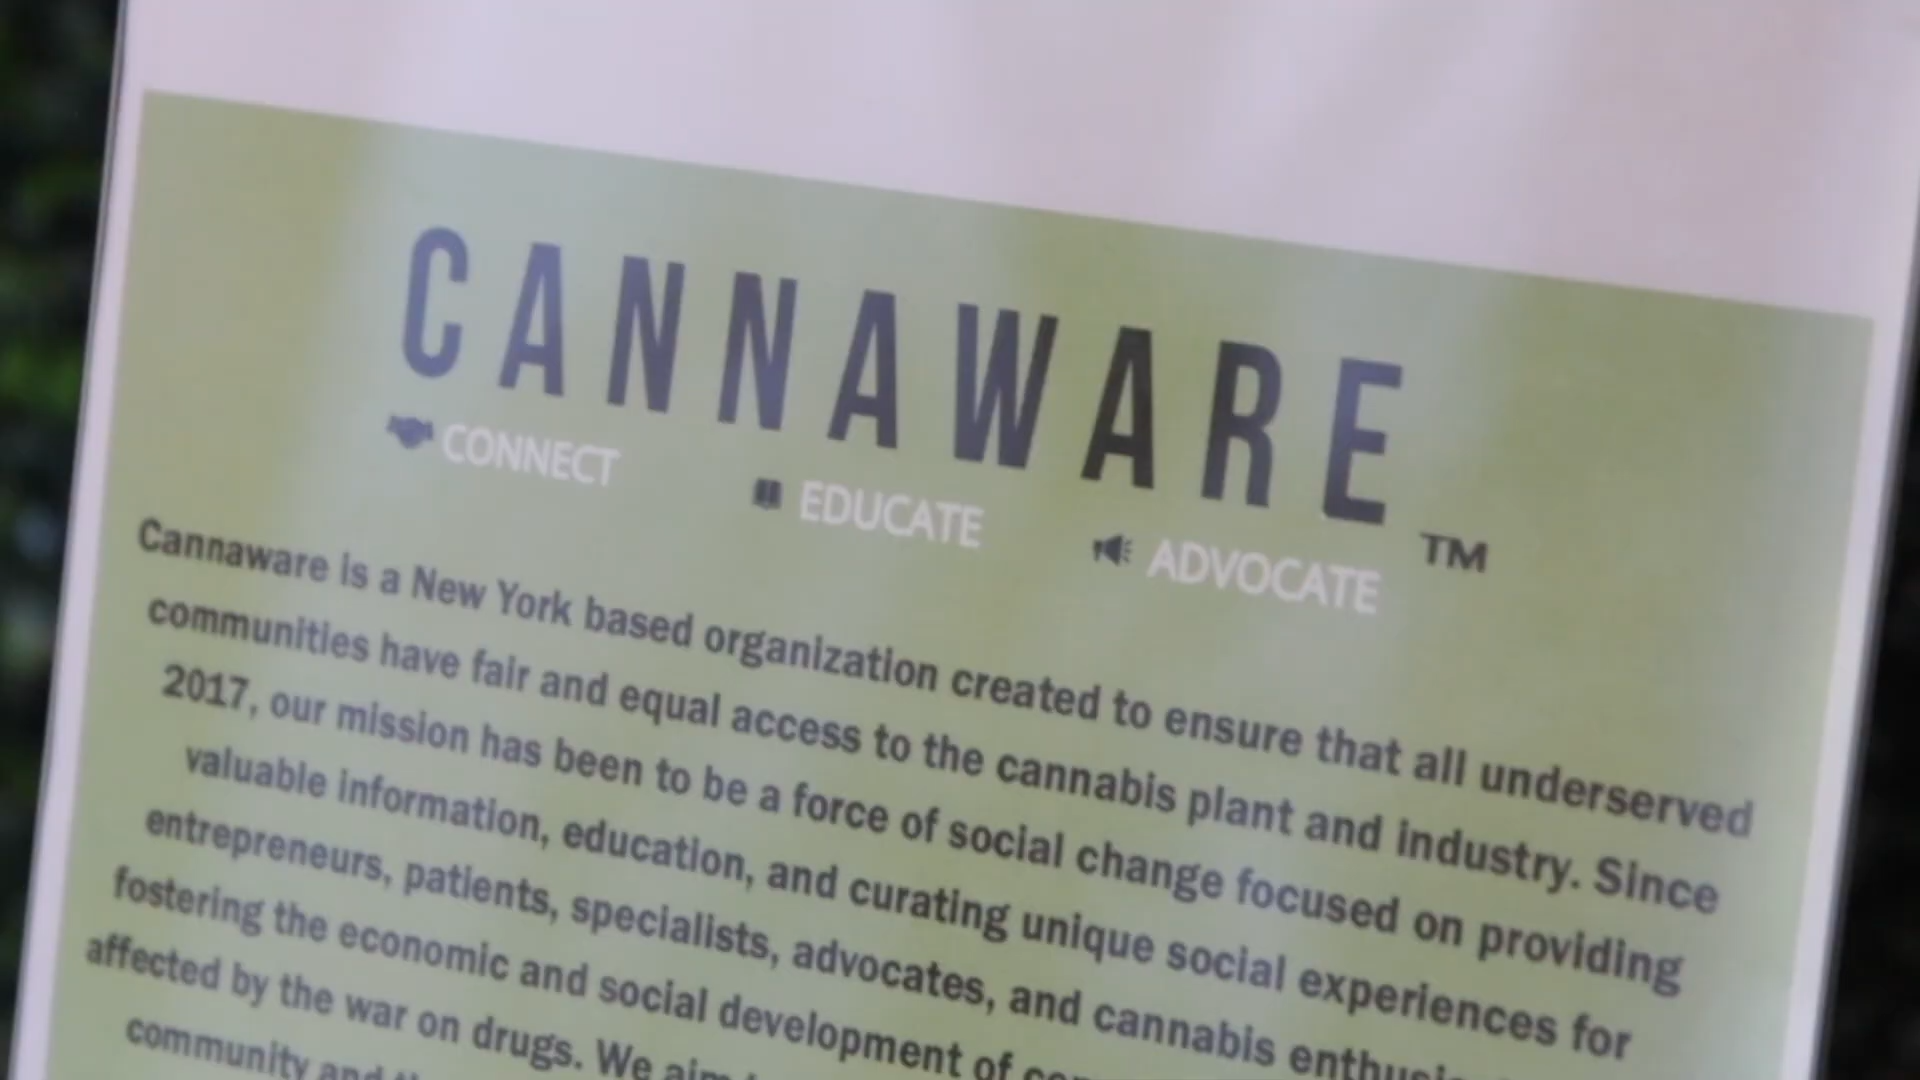 CANNAWARE TM
CONNECT EDUCATE ADVOCATE
Cannaware is a New York based organization created to ensure that all underserved
communities have fair and equal access to the cannabis plant and industry. Since
2017, our mission has been to be a force of social change focused on providing
valuable information, education, and curating unique social experiences for
entrepreneurs, patients, specialists, advocates, and cannabis
fostering the economic and social development of
affected by the war on drugs. We aim
community and